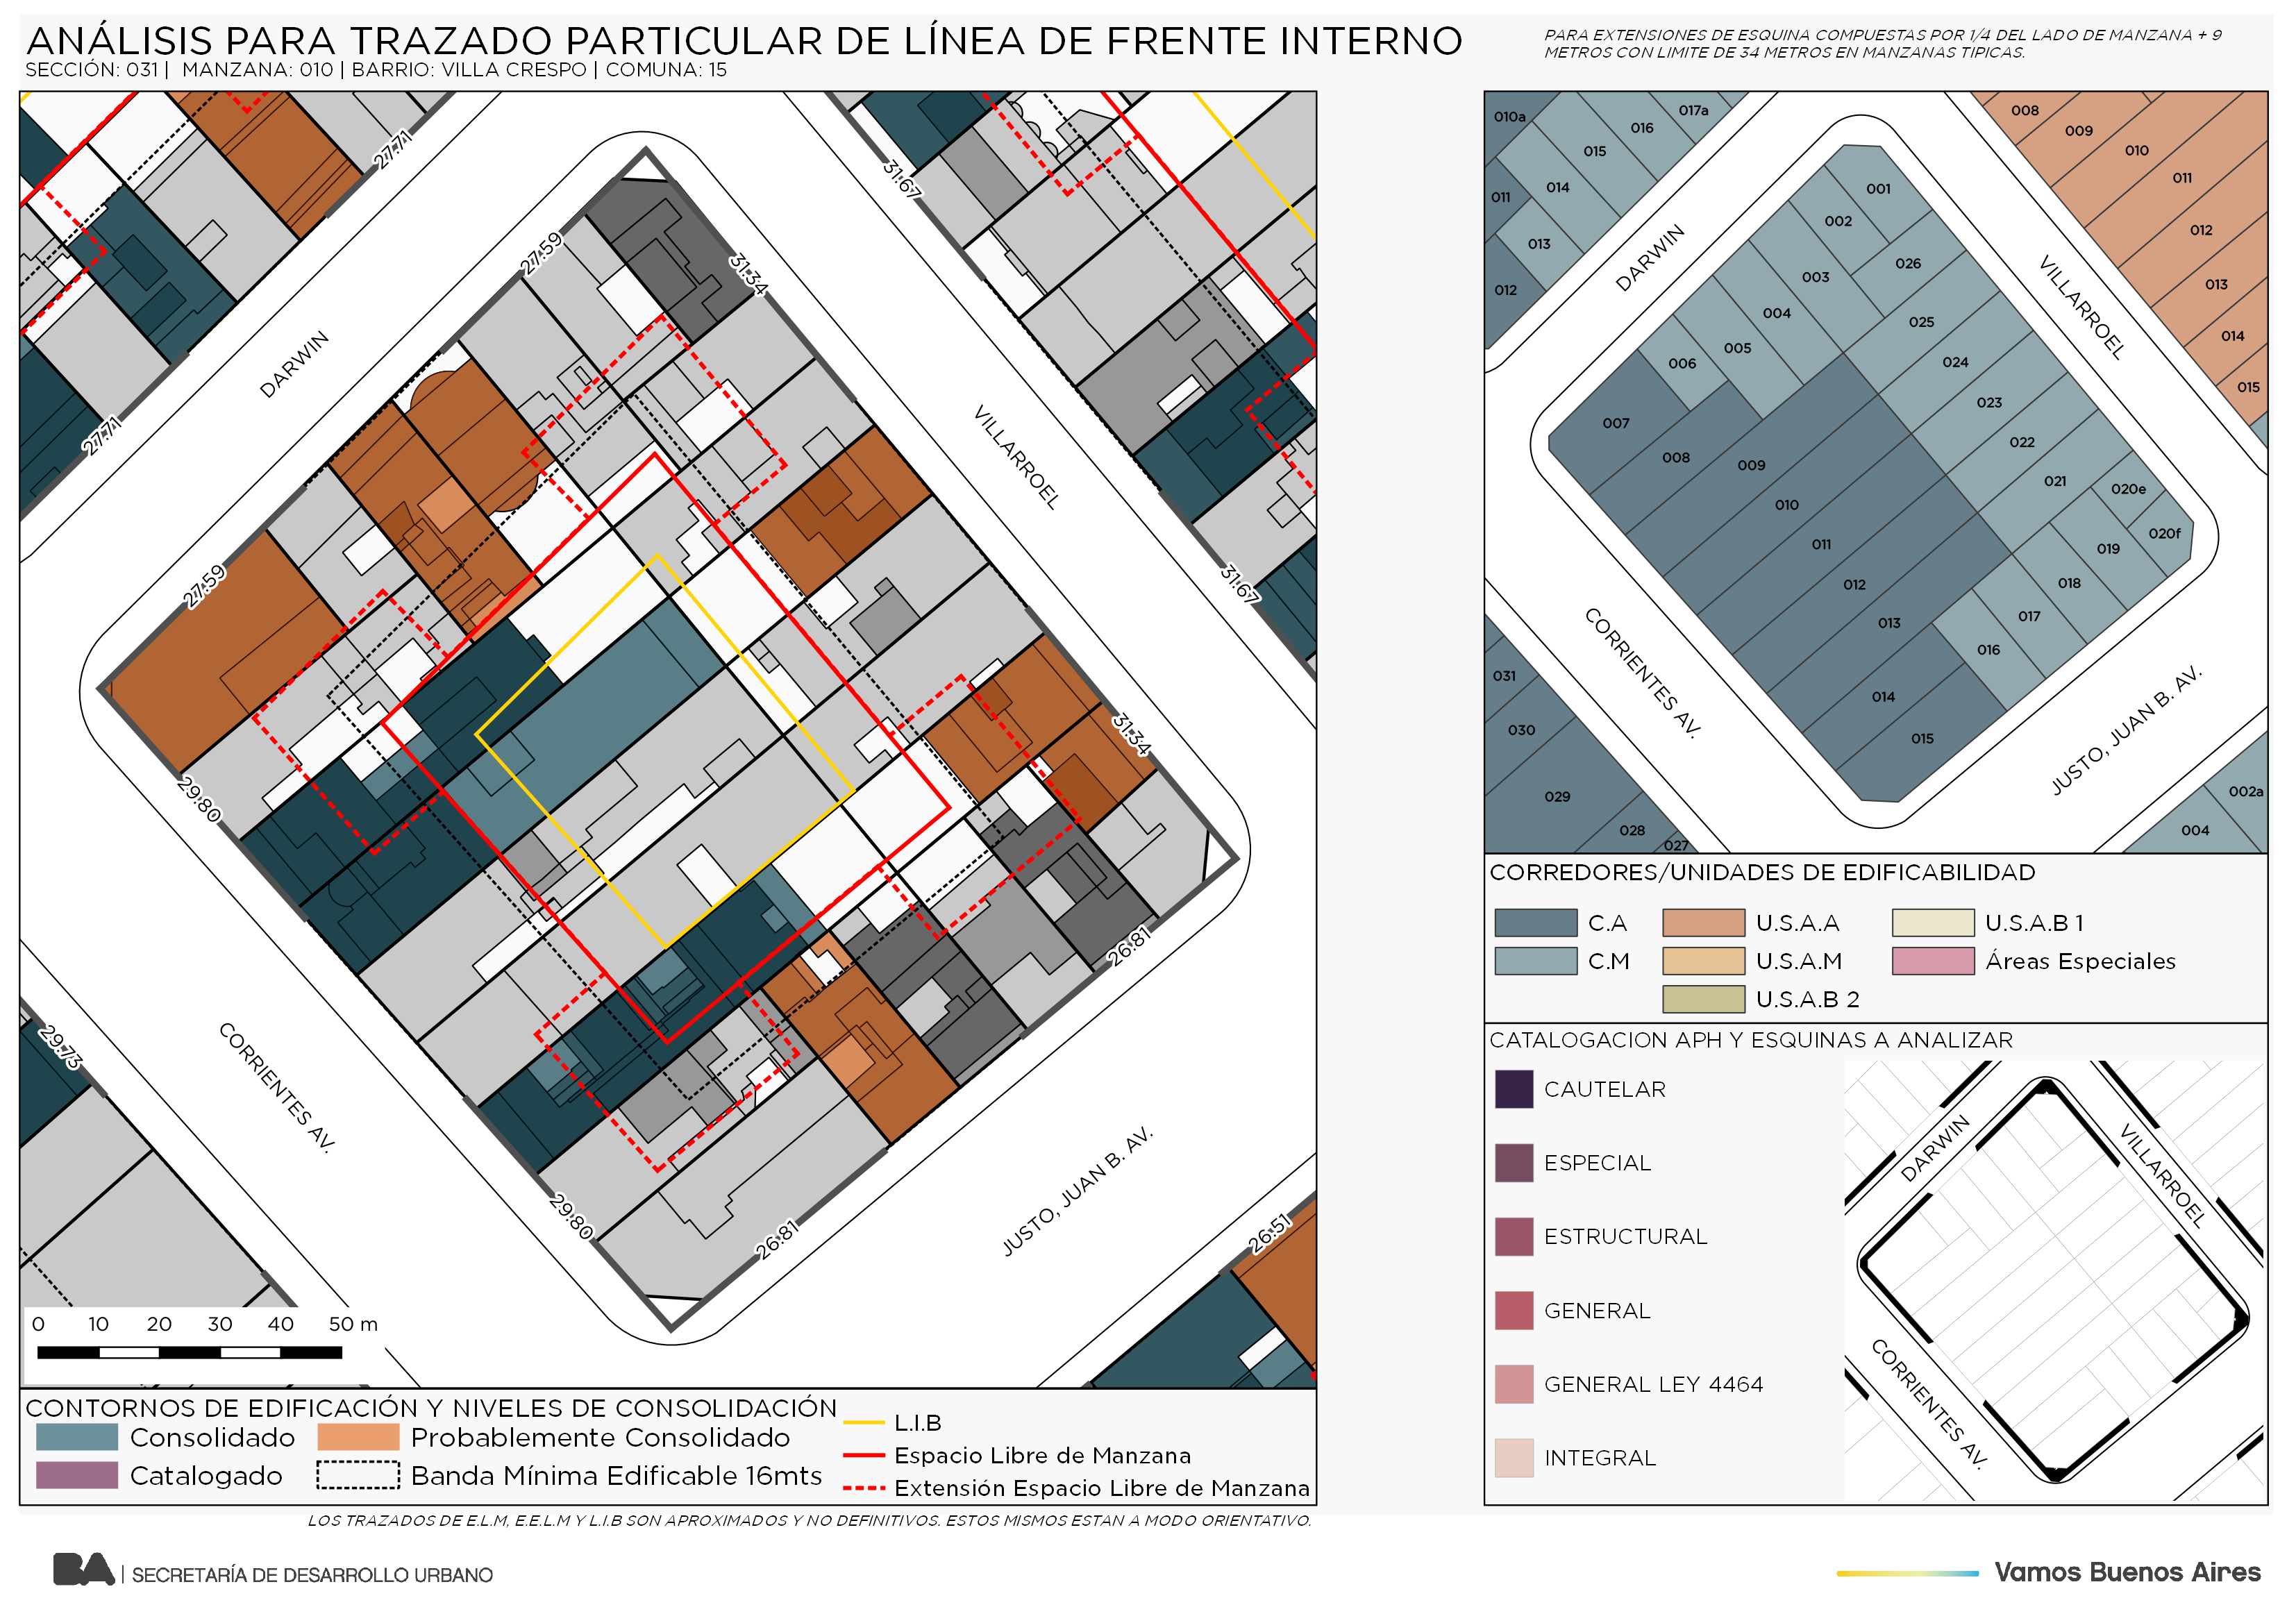 ANÁLISIS PARA TRAZADO PARTICULAR DE LÍNEA DE FRENTE INTERNO
SECCIÓN: 031 | MANZANA: 010 | BARRIO: VILLA CRESPO | COMUNA: 15
PARA EXTENSIONES DE ESQUINA COMPUESTAS POR 1/4 DEL LADO DE MANZANA + 9
METROS CON LIMITE DE 34 METROS EN MANZANAS TIPICAS.
27.71
31.67
27.59
31.34
DARWIN
27.71
VILLARROEL
27.59
31.67
31.34
29.80
26.81
29.73
CORRIENTES AV.
29.80
26.81
JUSTO, JUAN B. AV.
26.51
0 10 20 30 40 50 m
010a
017a
016
015
014
011
013
012
008
009
010
011
012
013
014
015
DARWIN
VILLARROEL
001
002
026
003
025
004
024
005
006
023
007
022
008
009
021
020e
010
020f
011
019
012
018
013
017
016
014
015
CORRIENTES AV.
JUSTO, JUAN B. AV.
031
030
029
028
027
002a
004
CORREDORES/UNIDADES DE EDIFICABILIDAD
C.A
U.S.A.A
U.S.A.B 1
C.M
U.S.A.M
Áreas Especiales
U.S.A.B 2
CATALOGACION APH Y ESQUINAS A ANALIZAR
CAUTELAR
ESPECIAL
ESTRUCTURAL
GENERAL
GENERAL LEY 4464
INTEGRAL
DARWIN
VILLARROEL
CORRIENTES AV.
CONTORNOS DE EDIFICACIÓN Y NIVELES DE CONSOLIDACIÓN
Consolidado
Probablemente Consolidado
Catalogado
Banda Mínima Edificable 16mts
L.I.B
Espacio Libre de Manzana
Extensión Espacio Libre de Manzana
LOS TRAZADOS DE E.L.M, E.E.L.M Y L.I.B SON APROXIMADOS Y NO DEFINITIVOS. ESTOS MISMOS ESTAN A MODO ORIENTATIVO.
BA | SECRETARÍA DE DESARROLLO URBANO
Vamos Buenos Aires